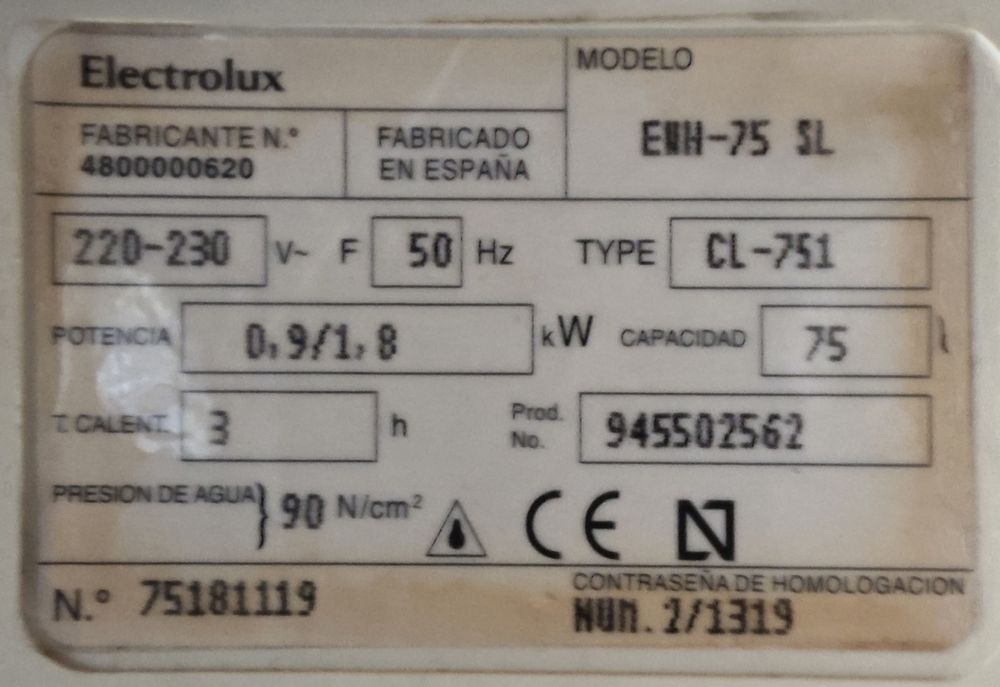 Electrolux
MODELO
EWH-75 SL
FABRICANTE N.º
4800000620
FABRICADO
EN ESPAÑA
220-230 V~ F 50 Hz TYPE CL-751
POTENCIA 0,9/1,8 kW CAPACIDAD 75 l
T. CALENT. 3 h Prod. No. 945502562
PRESION DE AGUA} 90 N/cm² CE N
N.º 75181119
CONTRASEÑA DE HOMOLOGACION
NUM. 2/1319